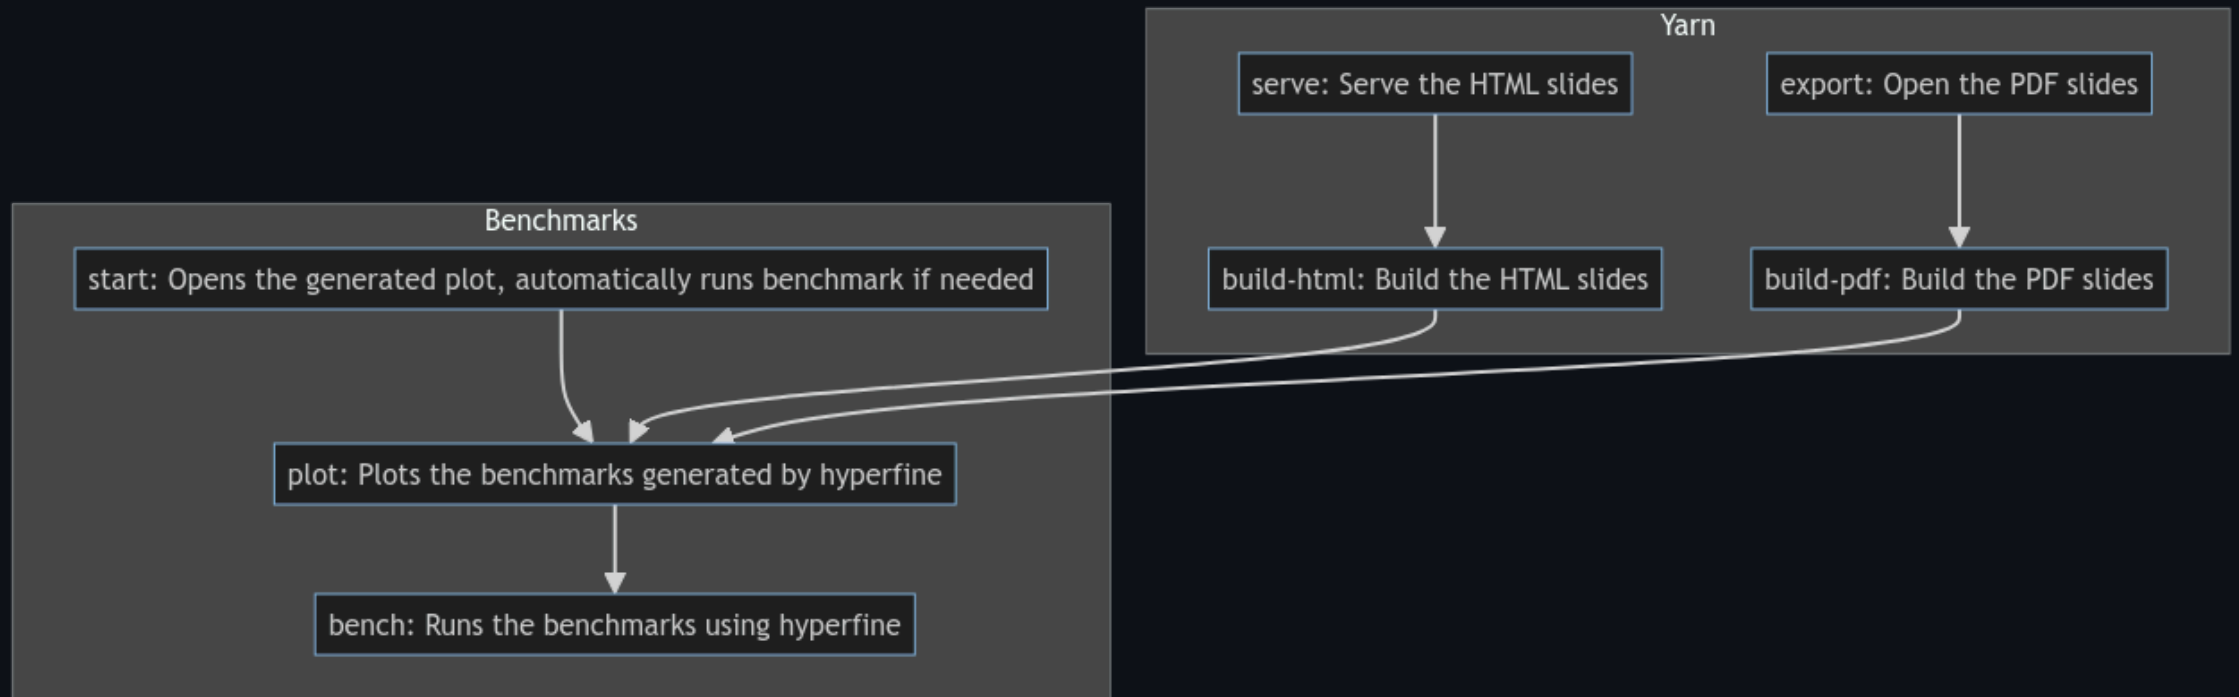 Yarn
serve: Serve the HTML slides
export: Open the PDF slides
build-html: Build the HTML slides
build-pdf: Build the PDF slides
Benchmarks
start: Opens the generated plot, automatically runs benchmark if needed
plot: Plots the benchmarks generated by hyperfine
bench: Runs the benchmarks using hyperfine